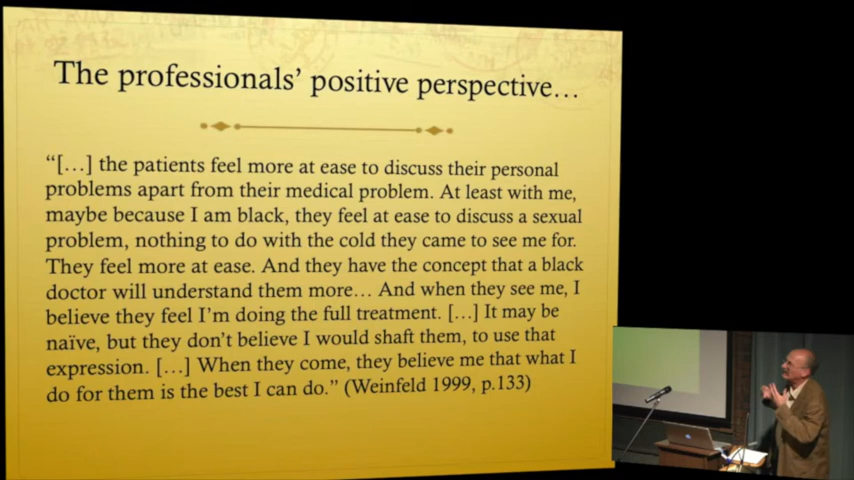 The professionals’ positive perspective…
“[…] the patients feel more at ease to discuss their personal
problems apart from their medical problem. At least with me,
maybe because I am black, they feel at ease to discuss a sexual
problem, nothing to do with the cold they came to see me for.
They feel more at ease. And they have the concept that a black
doctor will understand them more… And when they see me, I
believe they feel I’m doing the full treatment. […] It may be
naïve, but they don’t believe I would shaft them, to use that
expression. […] When they come, they believe me that what I
do for them is the best I can do.” (Weinfeld 1999, p.133)